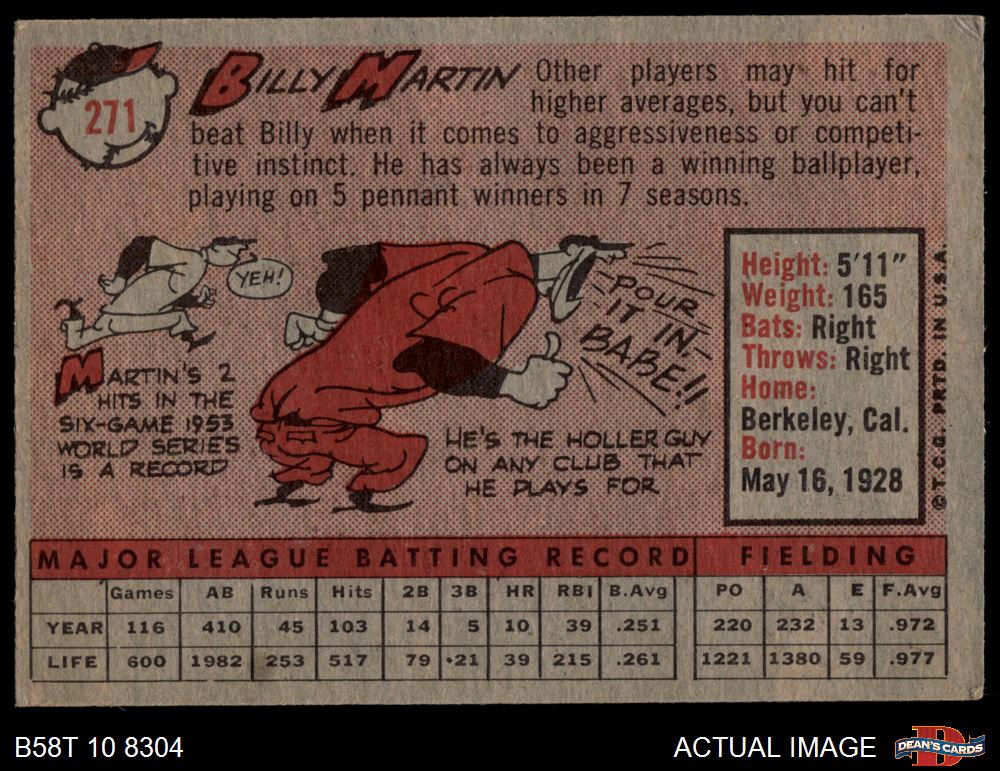 271
BILLY MARTIN
Other players may hit for
higher averages, but you can't
beat Billy when it comes to aggressiveness or competi-
tive instinct. He has always been a winning ballplayer,
playing on 5 pennant winners in 7 seasons.
YEH!
MARTIN'S 2
HITS IN THE
SIX-GAME 1953
WORLD SERIES
IS A RECORD
POUR
IT IN-
BABE!!
HE'S THE HOLLER GUY
ON ANY CLUB THAT
HE PLAYS FOR
Height: 5'11"
Weight: 165
Bats: Right
Throws: Right
Home:
Berkeley, Cal.
Born:
May 16, 1928
© T.C.G. PRTD. IN U.S.A.
MAJOR LEAGUE BATTING RECORD FIELDING
Games AB Runs Hits 2B 3B HR RBI B.Avg PO A E F.Avg
YEAR 116 410 45 103 14 5 10 39 .251 220 232 13 .972
LIFE 600 1982 253 517 79 21 39 215 .261 1221 1380 59 .977
B58T 10 8304
ACTUAL IMAGE
D
DEAN'S CARDS